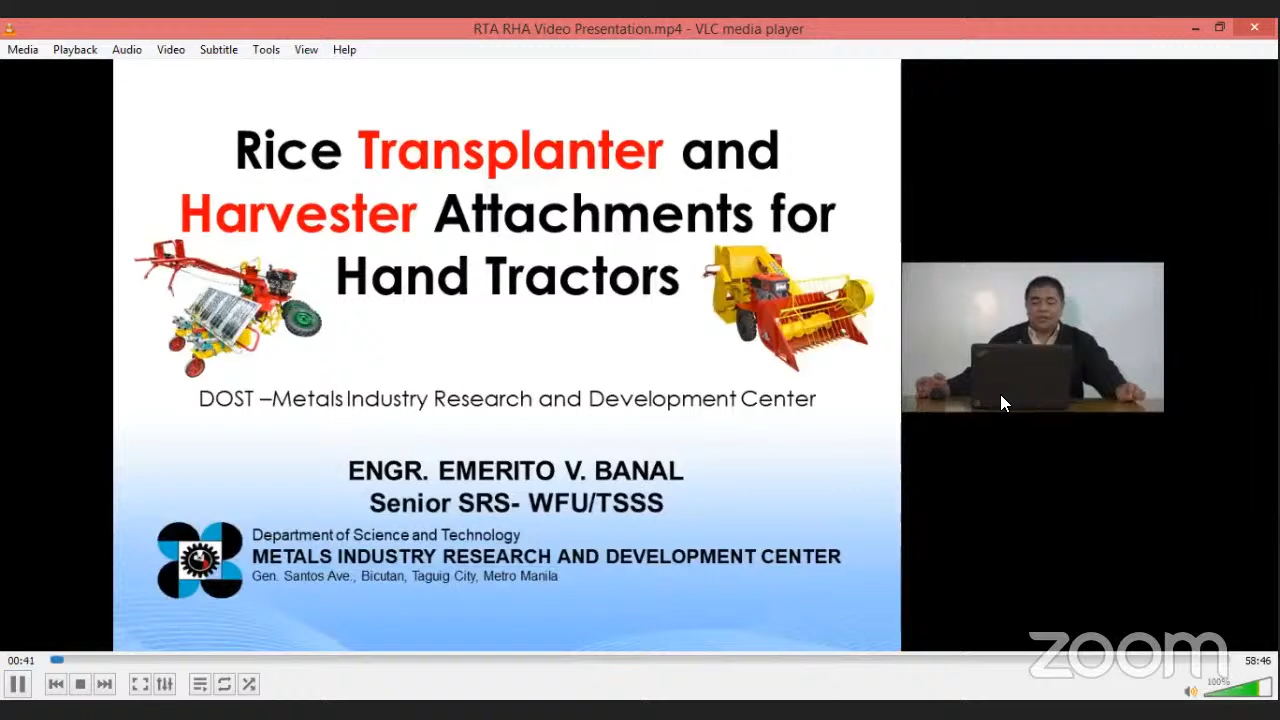 RTA RHA Video Presentation.mp4 - VLC media player
Media Playback Audio Video Subtitle Tools View Help
Rice Transplanter and
Harvester Attachments for
Hand Tractors
DOST –Metals Industry Research and Development Center
ENGR. EMERITO V. BANAL
Senior SRS- WFU/TSSS
Department of Science and Technology
METALS INDUSTRY RESEARCH AND DEVELOPMENT CENTER
Gen. Santos Ave., Bicutan, Taguig City, Metro Manila
zoom
00:41
58:46
100%